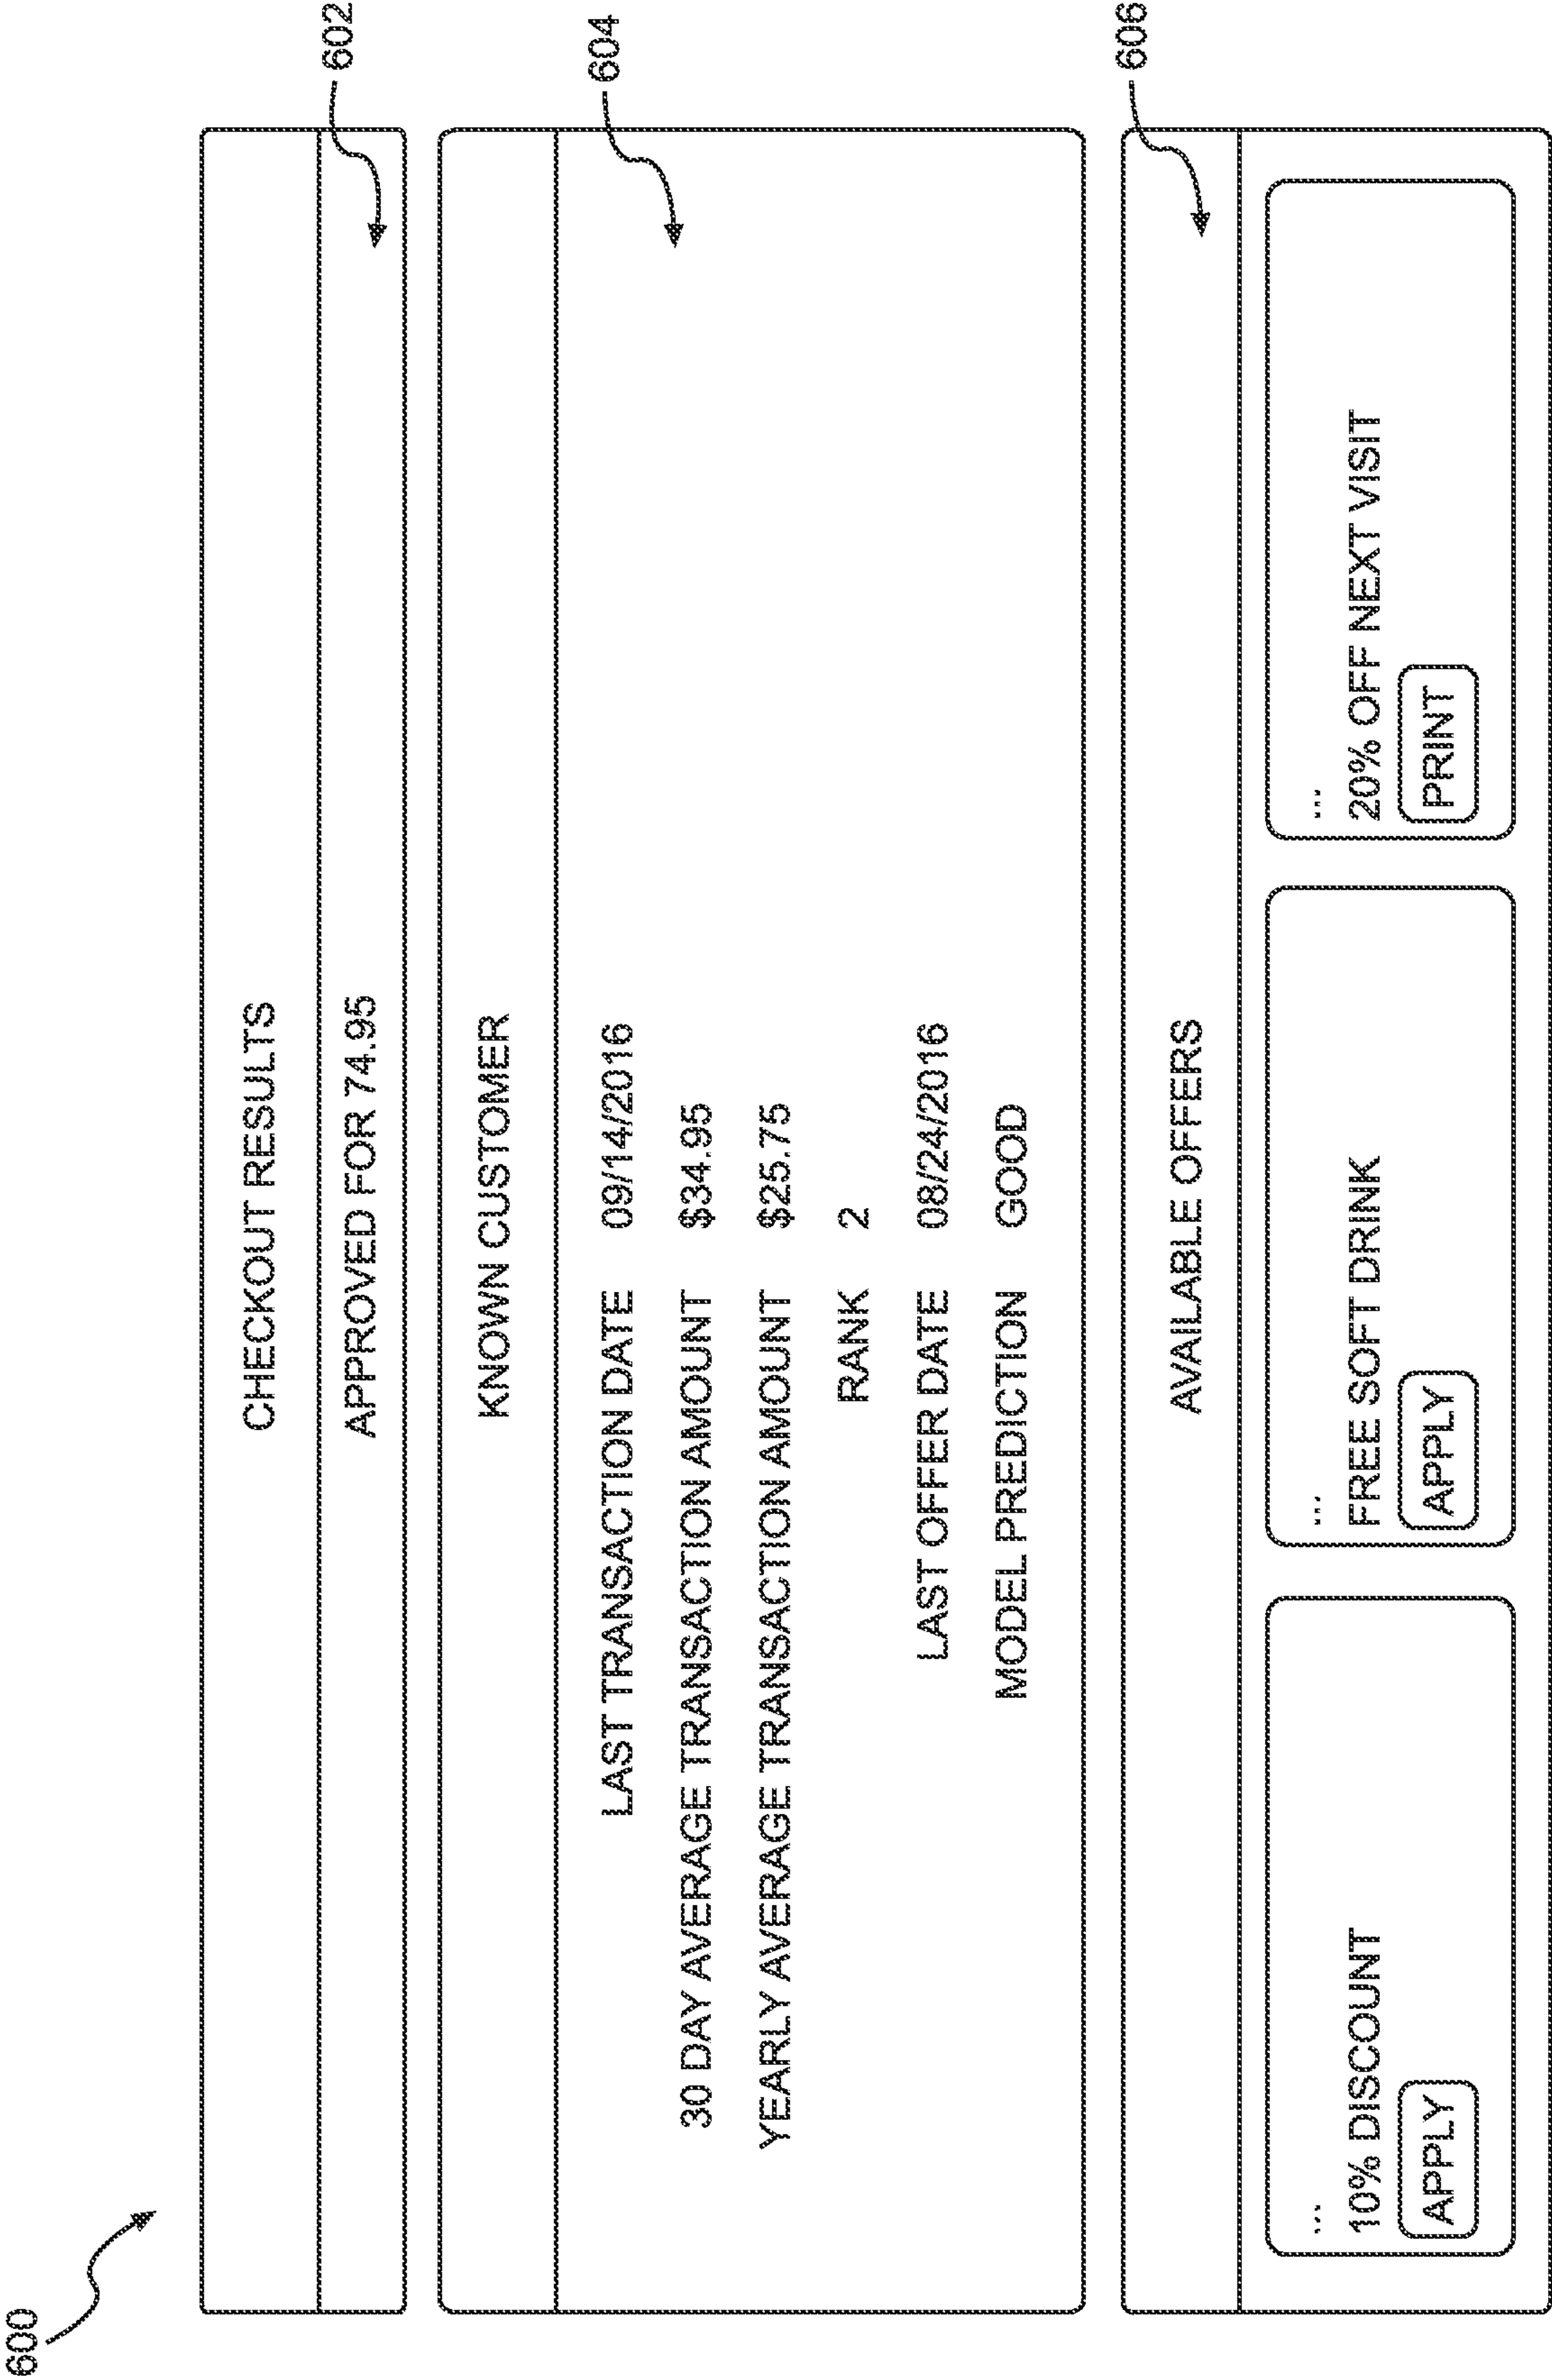 600
CHECKOUT RESULTS
602
APPROVED FOR 74.95
KNOWN CUSTOMER
604
LAST TRANSACTION DATE 09/14/2016
30 DAY AVERAGE TRANSACTION AMOUNT $34.95
YEARLY AVERAGE TRANSACTION AMOUNT $25.75
RANK 2
LAST OFFER DATE 08/24/2016
MODEL PREDICTION GOOD
606
AVAILABLE OFFERS
...
10% DISCOUNT
APPLY
...
FREE SOFT DRINK
APPLY
...
20% OFF NEXT VISIT
PRINT